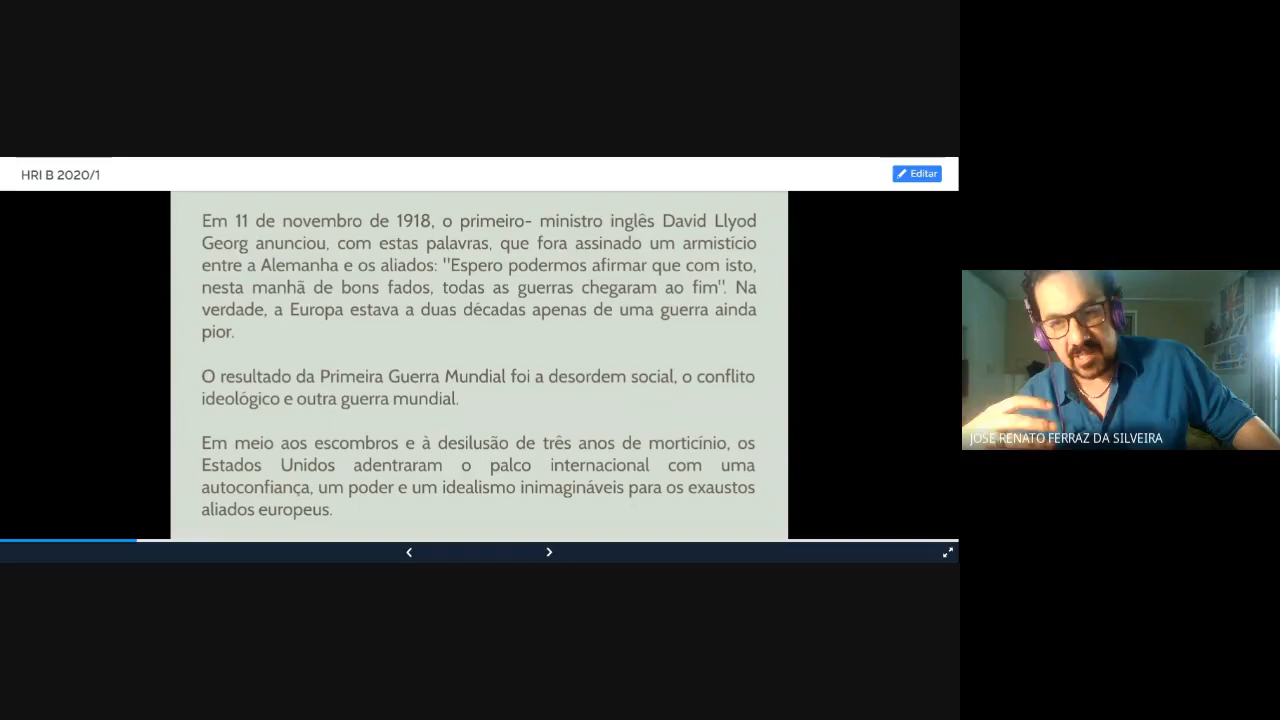 HRI B 2020/1
Editar
Em 11 de novembro de 1918, o primeiro- ministro inglês David Llyod
Georg anunciou, com estas palavras, que fora assinado um armistício
entre a Alemanha e os aliados: "Espero podermos afirmar que com isto,
nesta manhã de bons fados, todas as guerras chegaram ao fim". Na
verdade, a Europa estava a duas décadas apenas de uma guerra ainda
pior.
O resultado da Primeira Guerra Mundial foi a desordem social, o conflito
ideológico e outra guerra mundial.
Em meio aos escombros e à desilusão de três anos de morticínio, os
Estados Unidos adentraram o palco internacional com uma
autoconfiança, um poder e um idealismo inimagináveis para os exaustos
aliados europeus.
JOSE RENATO FERRAZ DA SILVEIRA